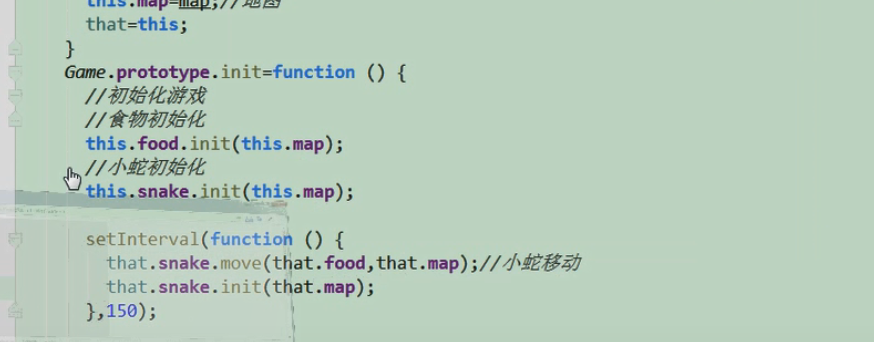 this.map=map;//地图
that=this;
}
Game.prototype.init=function () {
//初始化游戏
//食物初始化
this.food.init(this.map);
//小蛇初始化
this.snake.init(this.map);
setInterval(function () {
that.snake.move(that.food,that.map);//小蛇移动
that.snake.init(that.map);
},150);